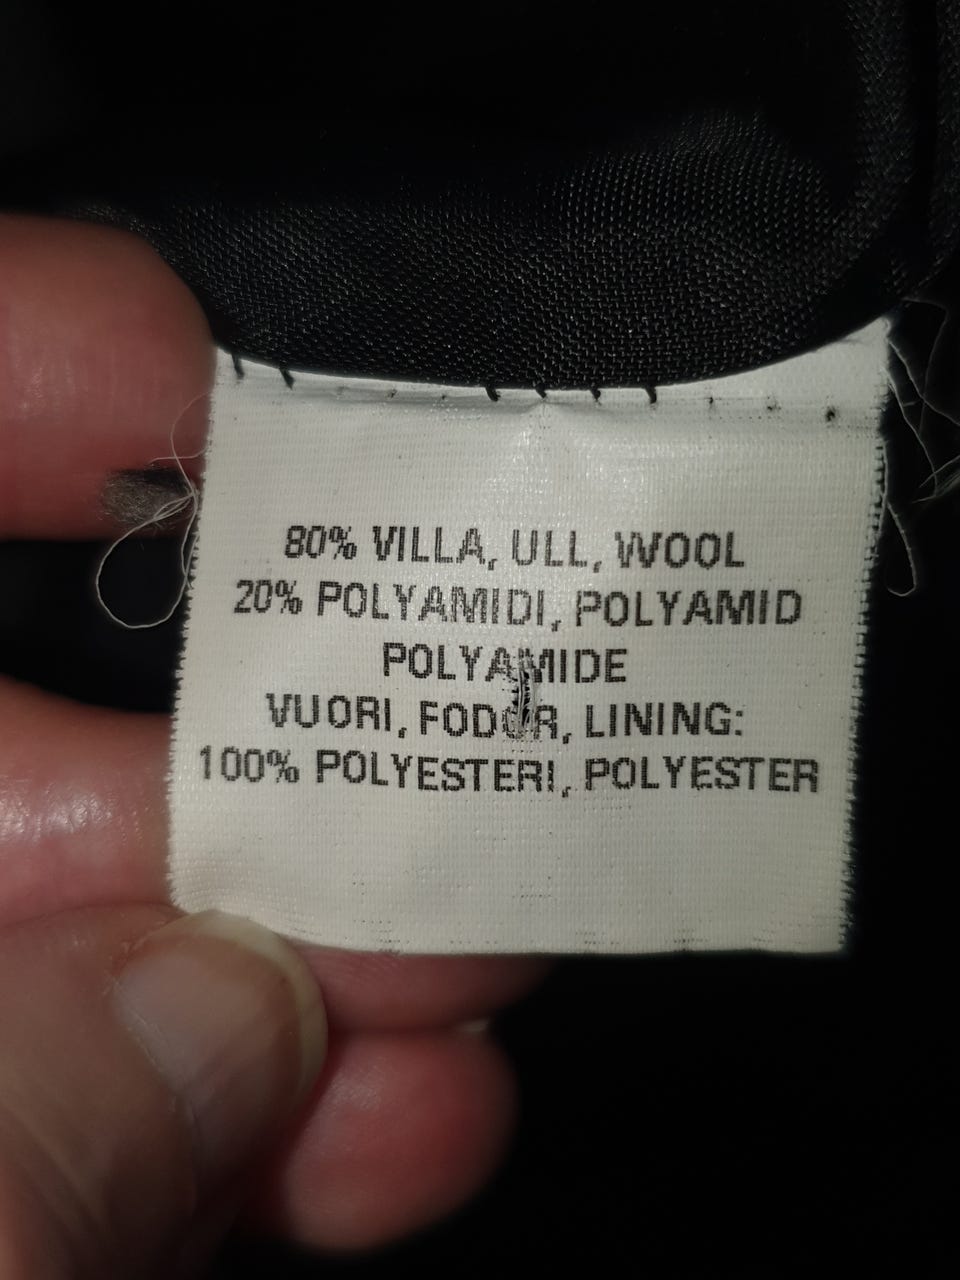 80% VILLA, ULL, WOOL
20% POLYAMIDI, POLYAMID
POLYAMIDE
VUORI, FODER, LINING:
100% POLYESTERI, POLYESTER